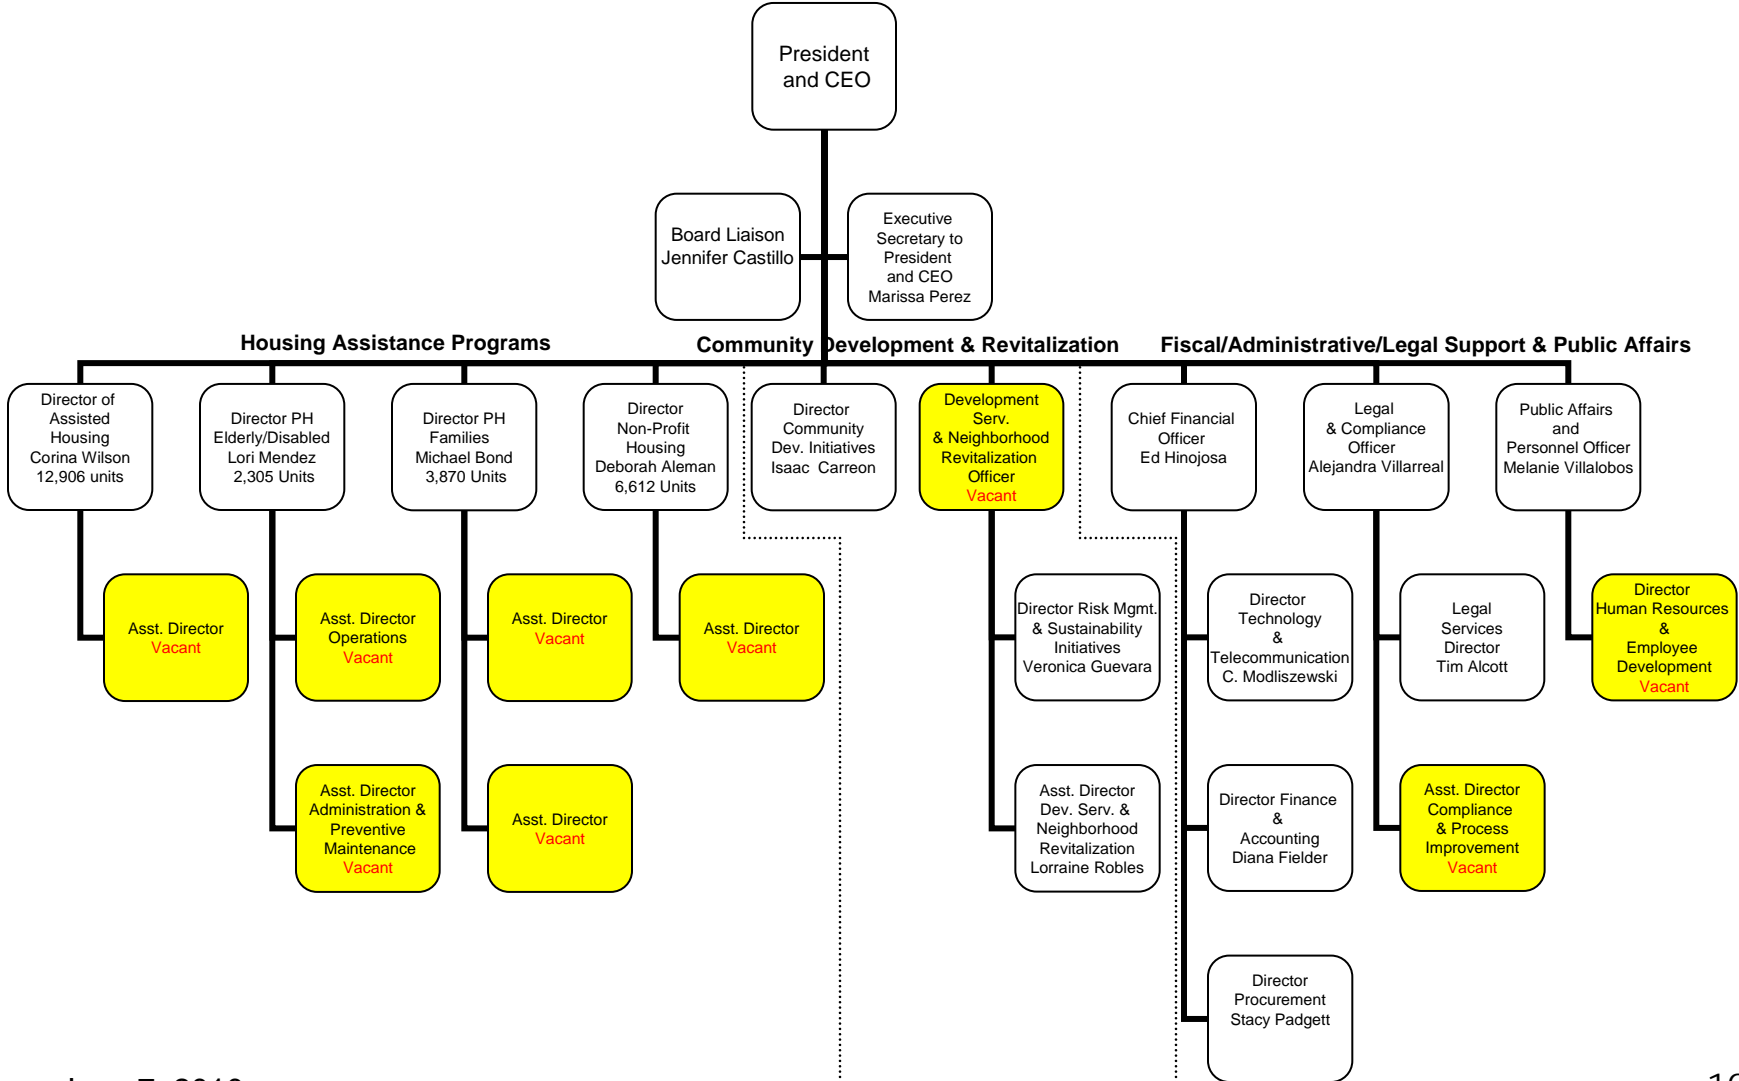 President
and CEO
Board Liaison
Jennifer Castillo
Executive
Secretary to
President
and CEO
Marissa Perez
Housing Assistance Programs
Community Development & Revitalization
Fiscal/Administrative/Legal Support & Public Affairs
Director of
Assisted
Housing
Corina Wilson
12,906 units
Director PH
Elderly/Disabled
Lori Mendez
2,305 Units
Director PH
Families
Michael Bond
3,870 Units
Director
Non-Profit
Housing
Deborah Aleman
6,612 Units
Director
Community
Dev. Initiatives
Isaac Carreon
Development
Serv.
& Neighborhood
Revitalization
Officer
Vacant
Chief Financial
Officer
Ed Hinojosa
Legal
& Compliance
Officer
Alejandra Villarreal
Public Affairs
and
Personnel Officer
Melanie Villalobos
Asst. Director
Vacant
Asst. Director
Operations
Vacant
Asst. Director
Vacant
Asst. Director
Vacant
Director Risk Mgmt.
& Sustainability
Initiatives
Veronica Guevara
Director
Technology
&
Telecommunication
C. Modliszewski
Legal
Services
Director
Tim Alcott
Director
Human Resources
&
Employee
Development
Vacant
Asst. Director
Administration &
Preventive
Maintenance
Vacant
Asst. Director
Vacant
Asst. Director
Dev. Serv. &
Neighborhood
Revitalization
Lorraine Robles
Director Finance
&
Accounting
Diana Fielder
Asst. Director
Compliance
& Process
Improvement
Vacant
Director
Procurement
Stacy Padgett